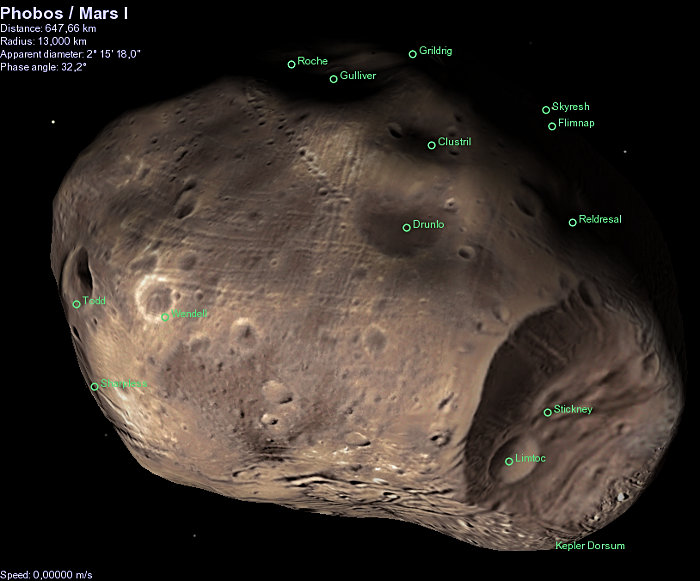 Phobos / Mars I
Distance: 647,66 km
Radius: 13,000 km
Apparent diameter: 2° 15' 18,0"
Phase angle: 32,2°
Grildrig
Roche
Gulliver
Skyresh
Flimnap
Clustril
Reldresal
Drunlo
Todd
Wendell
Stickney
Limtoc
Kepler Dorsum
Speed: 0,00000 m/s